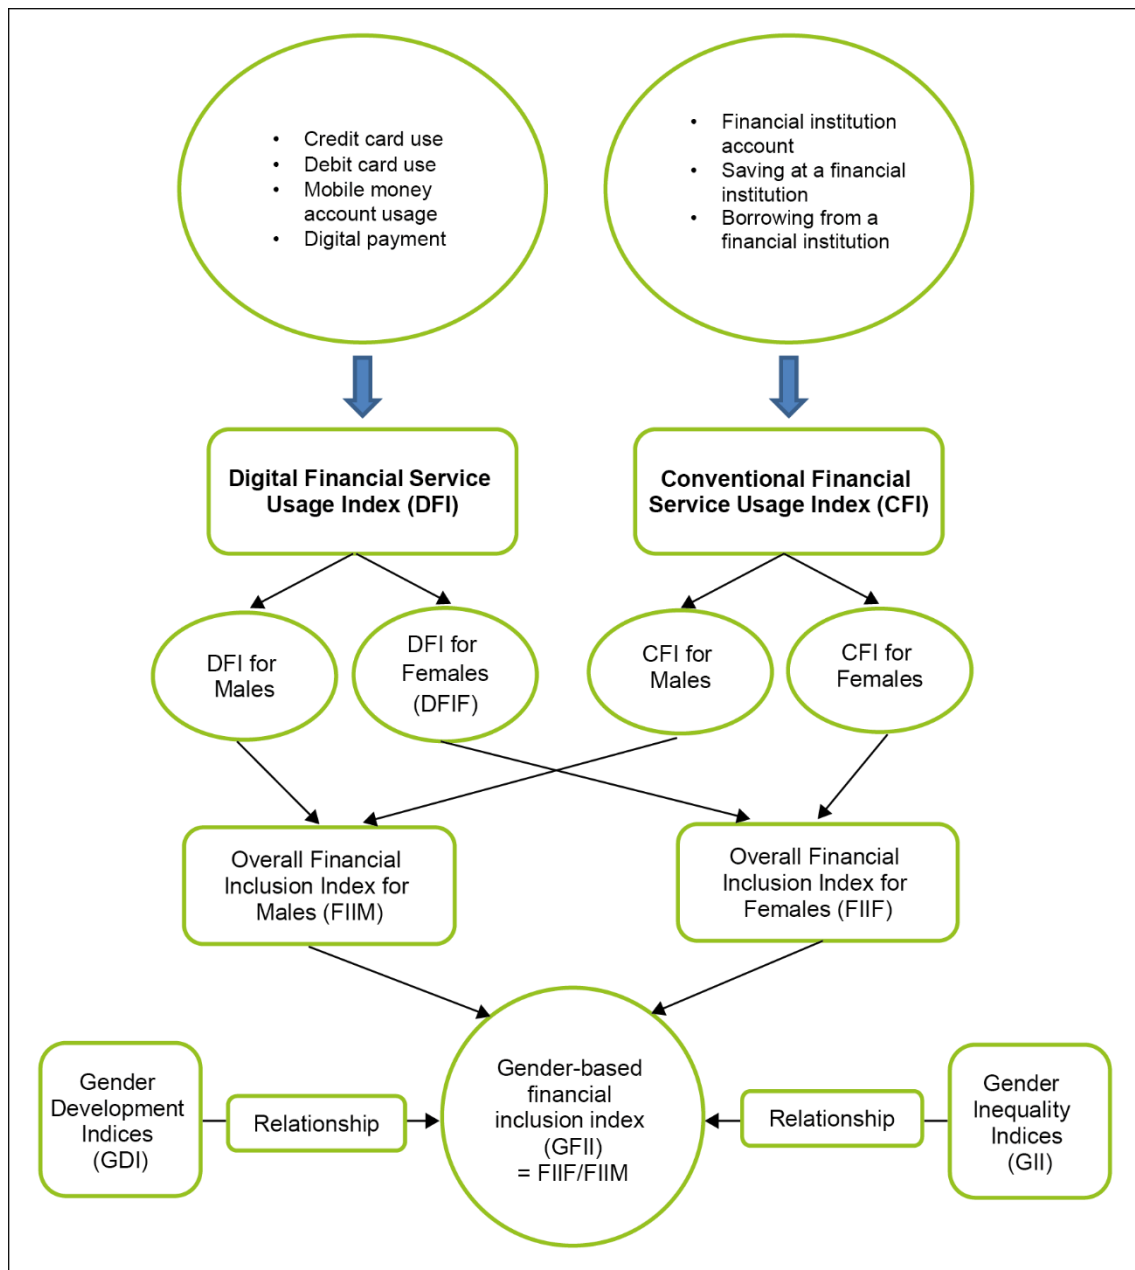 • Credit card use
• Debit card use
• Mobile money
account usage
• Digital payment
• Financial institution
account
• Saving at a financial
institution
• Borrowing from a
financial institution
Digital Financial Service
Usage Index (DFI)
Conventional Financial
Service Usage Index (CFI)
DFI for
Males
DFI for
Females
(DFIF)
CFI for
Males
CFI for
Females
Overall Financial
Inclusion Index for
Males (FIIM)
Overall Financial
Inclusion Index for
Females (FIIF)
Gender
Development
Indices
(GDI)
Relationship
Gender-based
financial
inclusion index
(GFII)
= FIIF/FIIM
Relationship
Gender
Inequality
Indices
(GII)